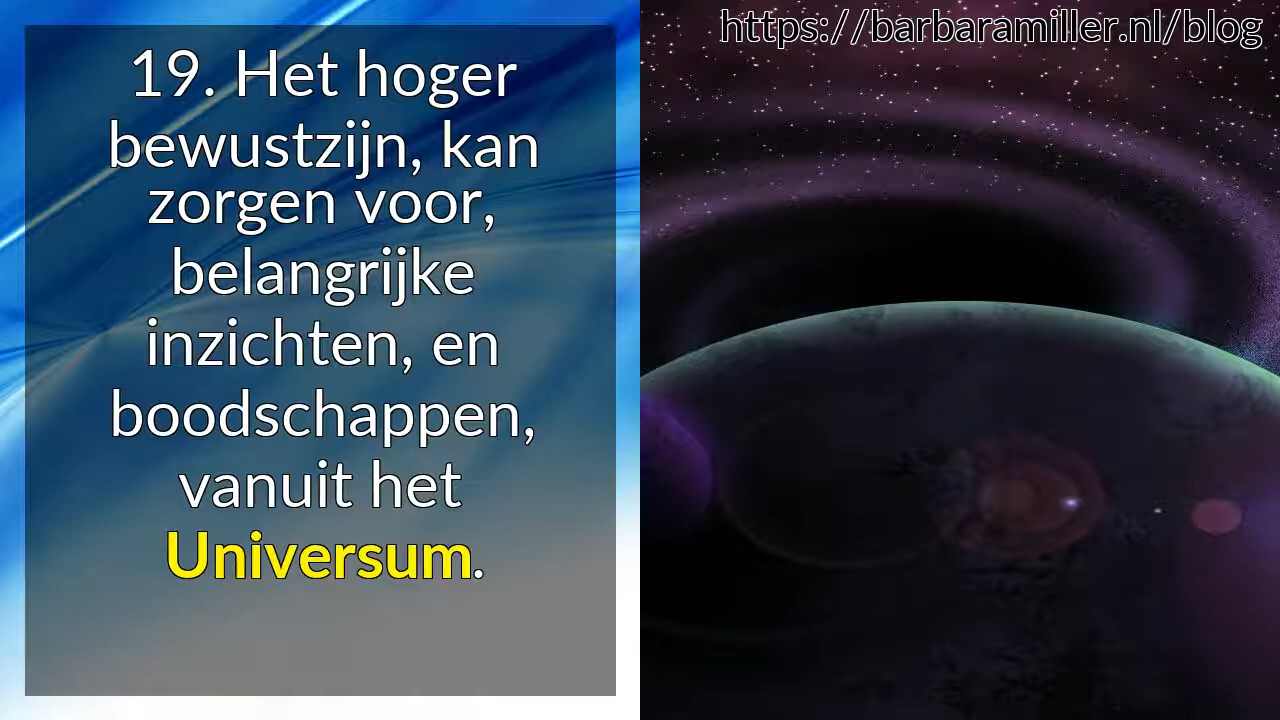 19. Het hoger
bewustzijn, kan
zorgen voor,
belangrijke
inzichten, en
boodschappen,
vanuit het
Universum.
https://barbaramiller.nl/blog